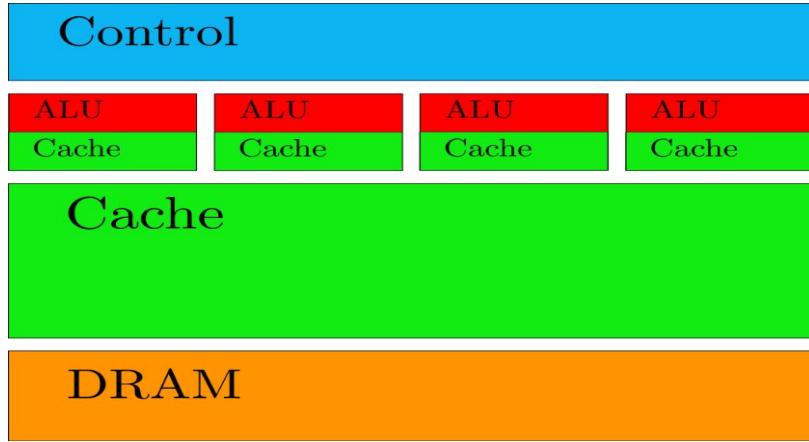 Control
ALU ALU ALU ALU
Cache Cache Cache Cache
Cache
DRAM